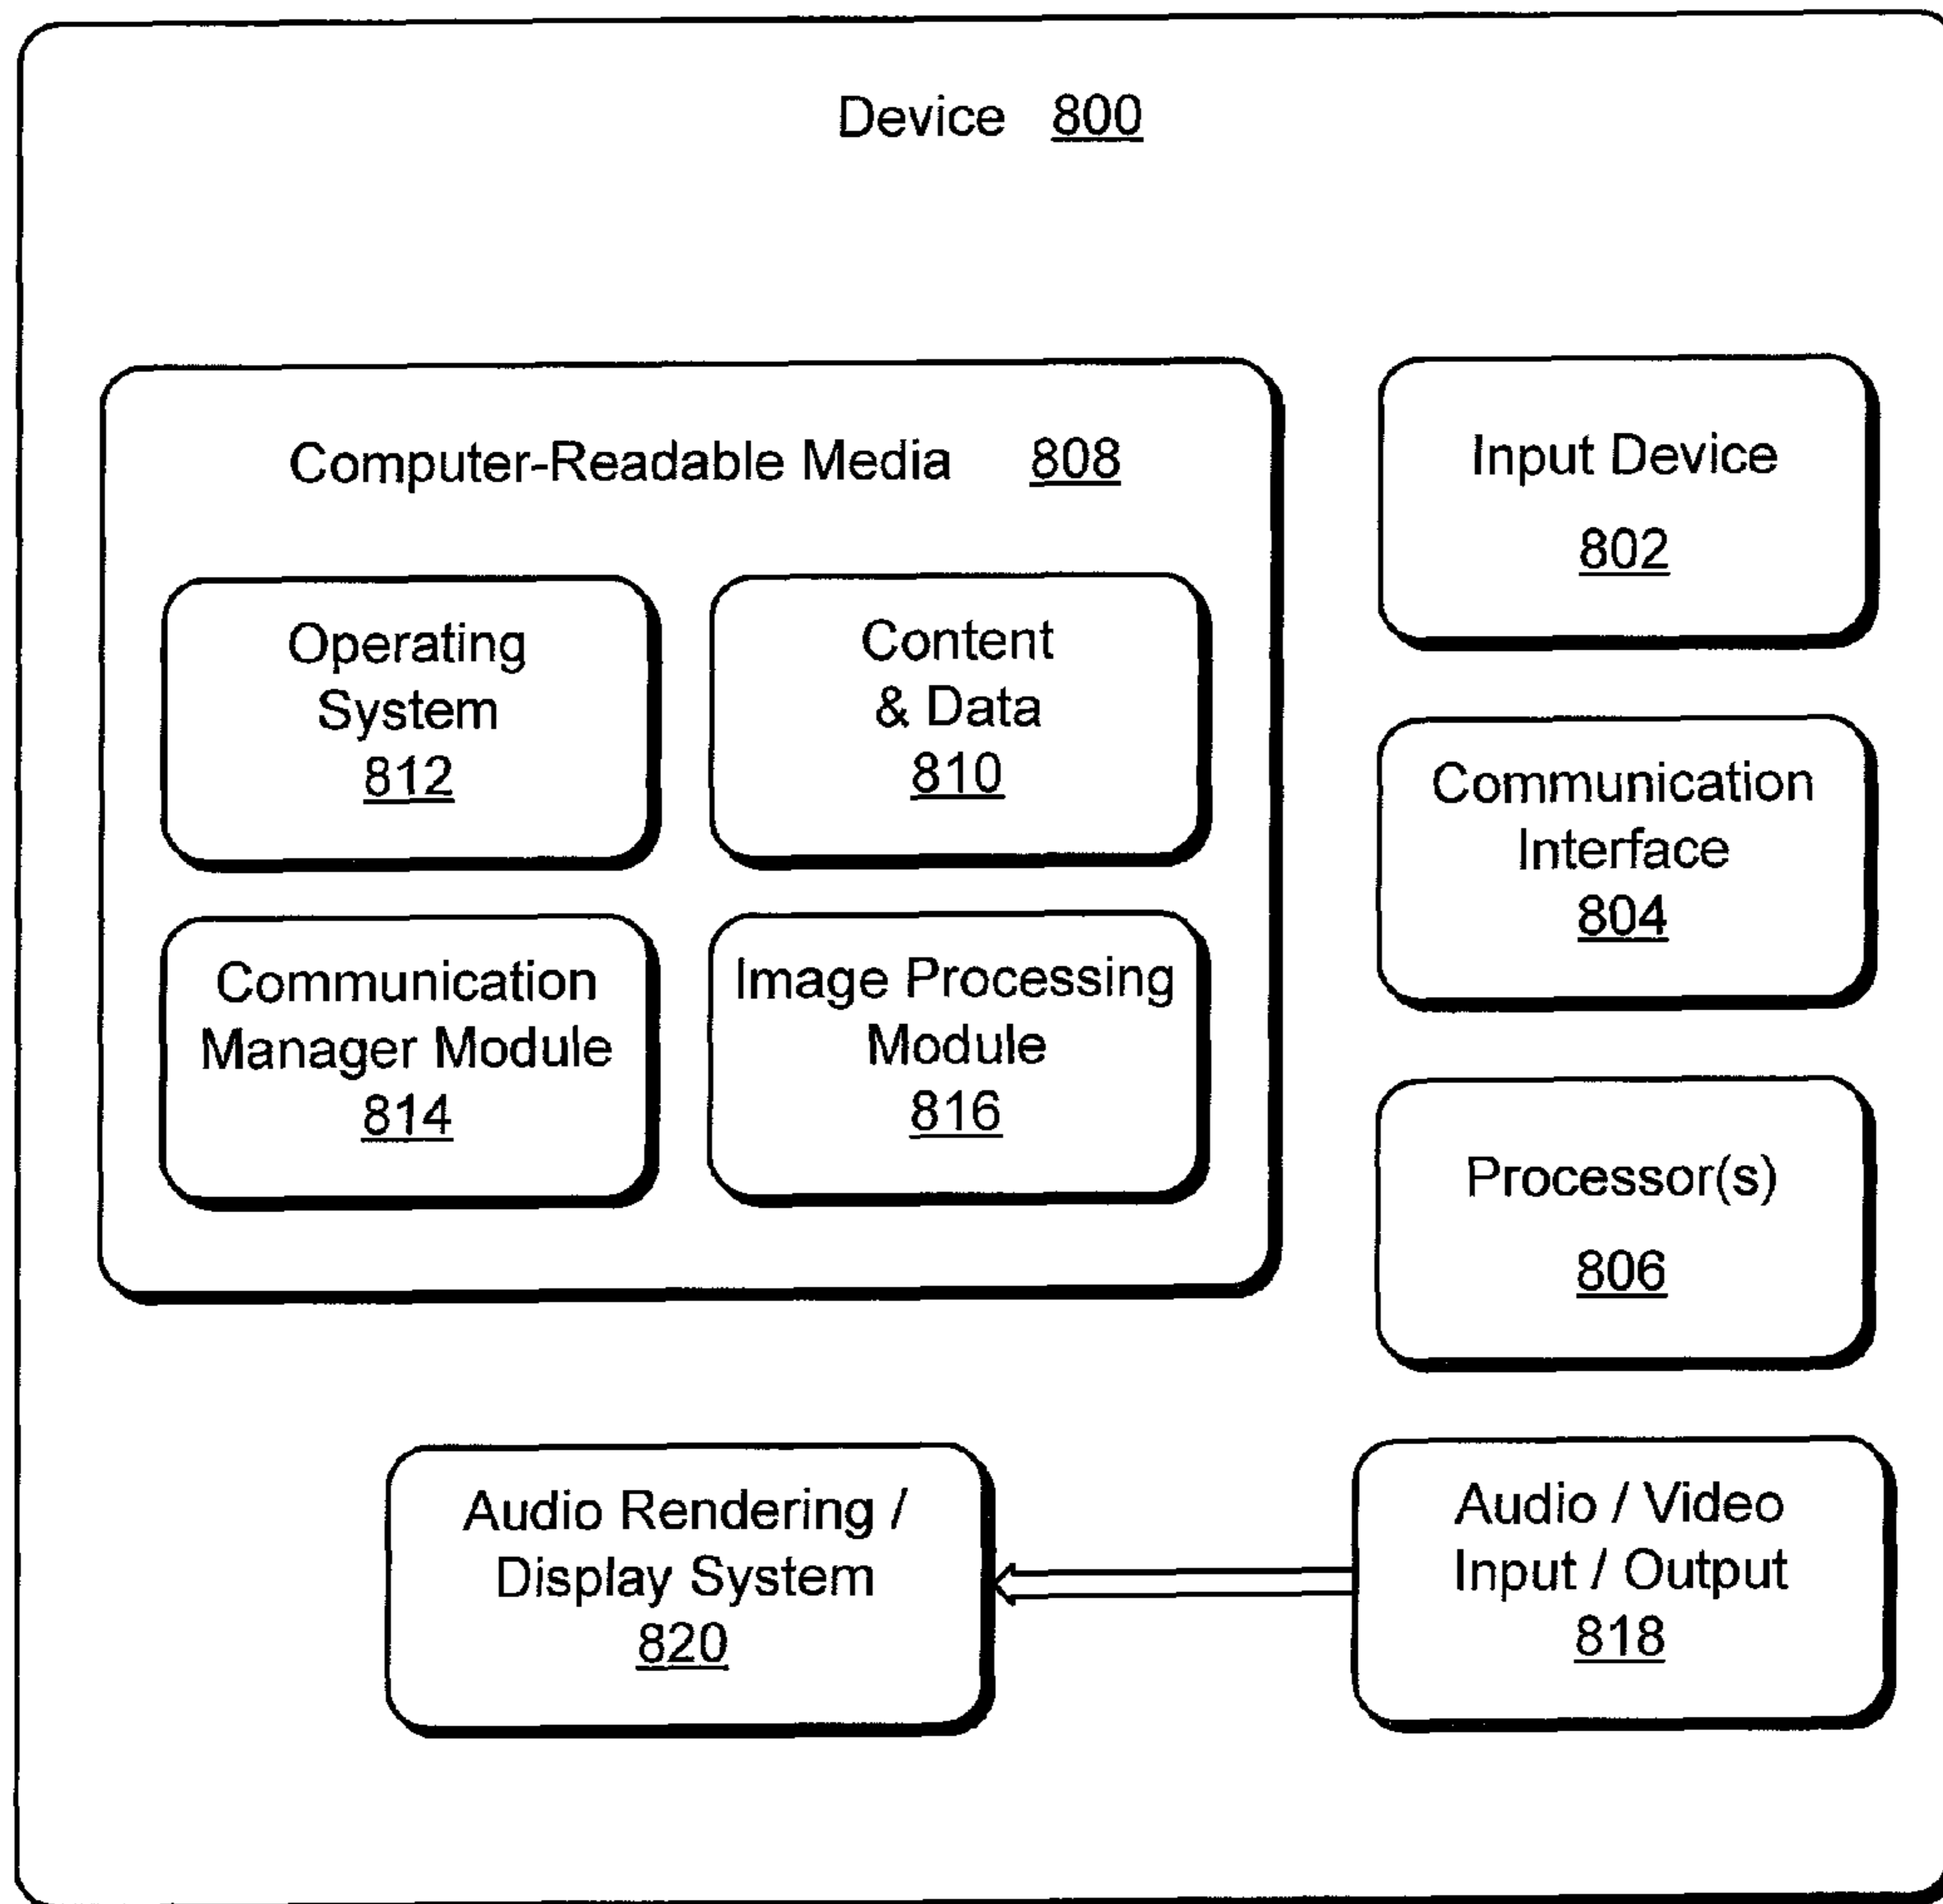 Device 800
Computer-Readable Media 808
Operating
System
812
Content
& Data
810
Communication
Manager Module
814
Image Processing
Module
816
Input Device
802
Communication
Interface
804
Processor(s)
806
Audio Rendering /
Display System
820
Audio / Video
Input / Output
818